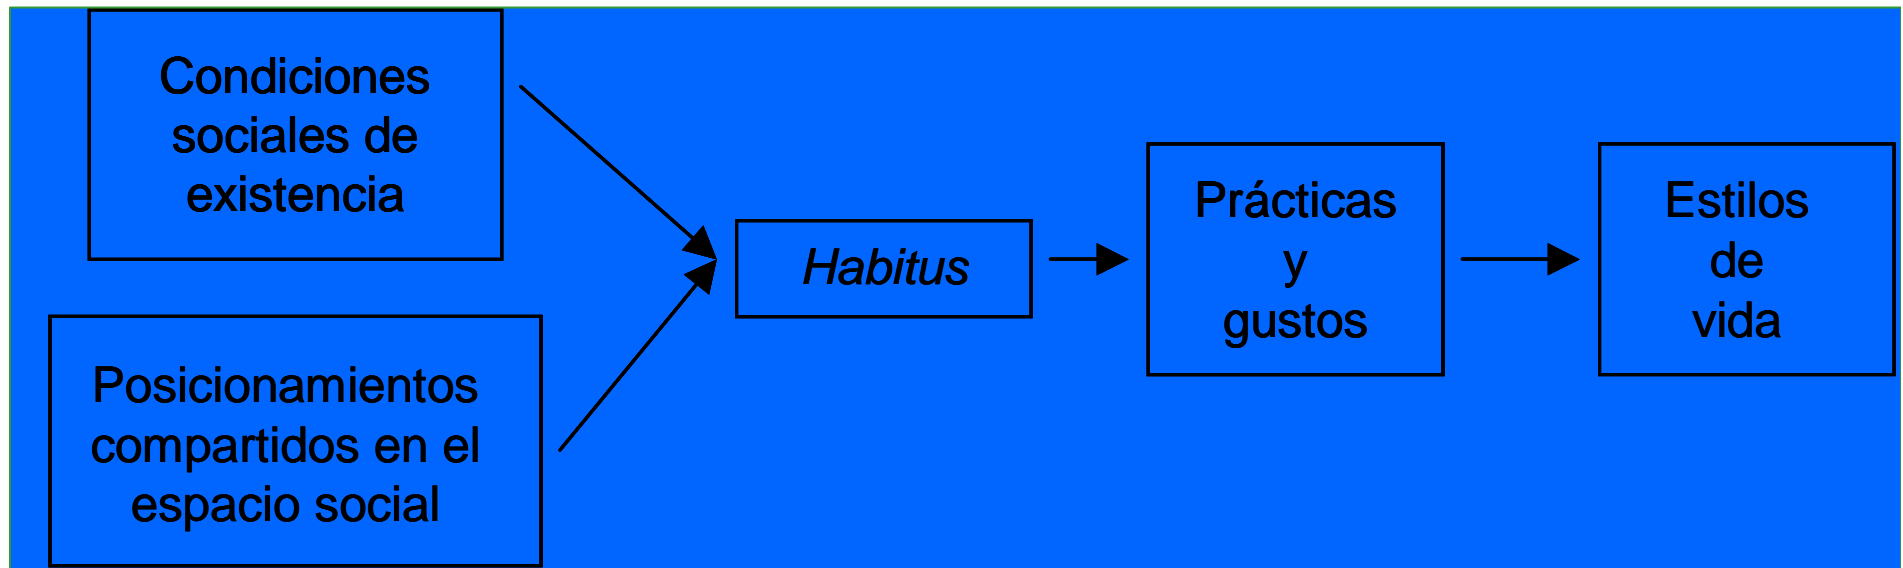 Condiciones
sociales de
existencia
Posicionamientos
compartidos en el
espacio social
Habitus
Prácticas
y
gustos
Estilos
de
vida